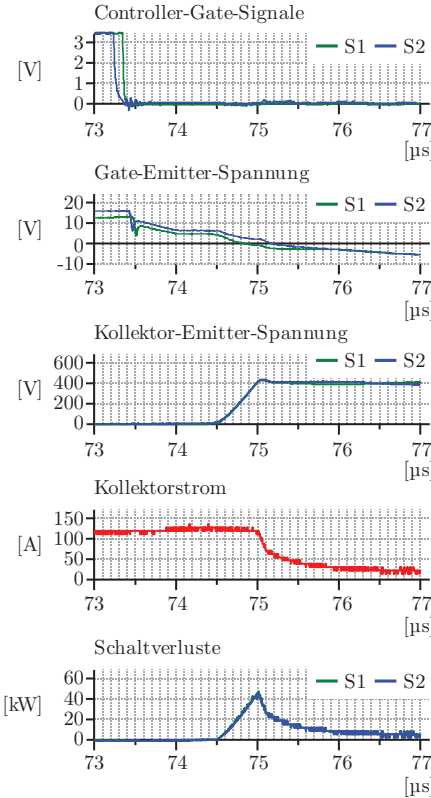 Controller-Gate-Signale
[V]
3
2
1
0
S1 S2
73 74 75 76 77
[µs]
Gate-Emitter-Spannung
[V]
20
10
0
-10
S1 S2
73 74 75 76 77
[µs]
Kollektor-Emitter-Spannung
[V]
600
400
200
0
S1 S2
73 74 75 76 77
[µs]
Kollektorstrom
[A]
150
100
50
0
73 74 75 76 77
[µs]
Schaltverluste
[kW]
60
40
20
0
S1 S2
73 74 75 76 77
[µs]